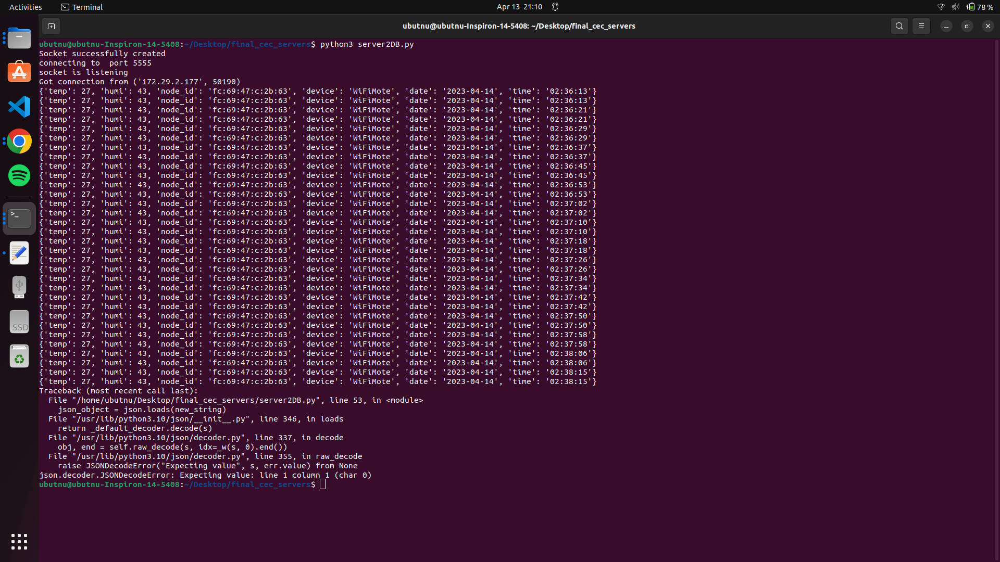 Activities
Terminal
Apr 13 21:10
78 %
ubutnu@ubutnu-Inspiron-14-5408: ~/Desktop/final_cec_servers
ubutnu@ubutnu-Inspiron-14-5408:~/Desktop/final_cec_servers$ python3 server2DB.py
Socket successfully created
connecting to  port 5555
socket is listening
Got connection from ('172.29.2.177', 50190)
{'temp': 27, 'humi': 43, 'node_id': 'fc:69:47:c:2b:63', 'device': 'WiFiMote', 'date': '2023-04-14', 'time': '02:36:13'}
{'temp': 27, 'humi': 43, 'node_id': 'fc:69:47:c:2b:63', 'device': 'WiFiMote', 'date': '2023-04-14', 'time': '02:36:13'}
{'temp': 27, 'humi': 43, 'node_id': 'fc:69:47:c:2b:63', 'device': 'WiFiMote', 'date': '2023-04-14', 'time': '02:36:21'}
{'temp': 27, 'humi': 43, 'node_id': 'fc:69:47:c:2b:63', 'device': 'WiFiMote', 'date': '2023-04-14', 'time': '02:36:21'}
{'temp': 27, 'humi': 43, 'node_id': 'fc:69:47:c:2b:63', 'device': 'WiFiMote', 'date': '2023-04-14', 'time': '02:36:29'}
{'temp': 27, 'humi': 43, 'node_id': 'fc:69:47:c:2b:63', 'device': 'WiFiMote', 'date': '2023-04-14', 'time': '02:36:29'}
{'temp': 27, 'humi': 43, 'node_id': 'fc:69:47:c:2b:63', 'device': 'WiFiMote', 'date': '2023-04-14', 'time': '02:36:37'}
{'temp': 27, 'humi': 43, 'node_id': 'fc:69:47:c:2b:63', 'device': 'WiFiMote', 'date': '2023-04-14', 'time': '02:36:37'}
{'temp': 27, 'humi': 43, 'node_id': 'fc:69:47:c:2b:63', 'device': 'WiFiMote', 'date': '2023-04-14', 'time': '02:36:45'}
{'temp': 27, 'humi': 43, 'node_id': 'fc:69:47:c:2b:63', 'device': 'WiFiMote', 'date': '2023-04-14', 'time': '02:36:45'}
{'temp': 27, 'humi': 43, 'node_id': 'fc:69:47:c:2b:63', 'device': 'WiFiMote', 'date': '2023-04-14', 'time': '02:36:53'}
{'temp': 27, 'humi': 43, 'node_id': 'fc:69:47:c:2b:63', 'device': 'WiFiMote', 'date': '2023-04-14', 'time': '02:36:53'}
{'temp': 27, 'humi': 43, 'node_id': 'fc:69:47:c:2b:63', 'device': 'WiFiMote', 'date': '2023-04-14', 'time': '02:37:02'}
{'temp': 27, 'humi': 43, 'node_id': 'fc:69:47:c:2b:63', 'device': 'WiFiMote', 'date': '2023-04-14', 'time': '02:37:02'}
{'temp': 27, 'humi': 43, 'node_id': 'fc:69:47:c:2b:63', 'device': 'WiFiMote', 'date': '2023-04-14', 'time': '02:37:10'}
{'temp': 27, 'humi': 43, 'node_id': 'fc:69:47:c:2b:63', 'device': 'WiFiMote', 'date': '2023-04-14', 'time': '02:37:10'}
{'temp': 27, 'humi': 43, 'node_id': 'fc:69:47:c:2b:63', 'device': 'WiFiMote', 'date': '2023-04-14', 'time': '02:37:18'}
{'temp': 27, 'humi': 43, 'node_id': 'fc:69:47:c:2b:63', 'device': 'WiFiMote', 'date': '2023-04-14', 'time': '02:37:18'}
{'temp': 27, 'humi': 43, 'node_id': 'fc:69:47:c:2b:63', 'device': 'WiFiMote', 'date': '2023-04-14', 'time': '02:37:26'}
{'temp': 27, 'humi': 43, 'node_id': 'fc:69:47:c:2b:63', 'device': 'WiFiMote', 'date': '2023-04-14', 'time': '02:37:26'}
{'temp': 27, 'humi': 43, 'node_id': 'fc:69:47:c:2b:63', 'device': 'WiFiMote', 'date': '2023-04-14', 'time': '02:37:34'}
{'temp': 27, 'humi': 43, 'node_id': 'fc:69:47:c:2b:63', 'device': 'WiFiMote', 'date': '2023-04-14', 'time': '02:37:34'}
{'temp': 27, 'humi': 43, 'node_id': 'fc:69:47:c:2b:63', 'device': 'WiFiMote', 'date': '2023-04-14', 'time': '02:37:42'}
{'temp': 27, 'humi': 43, 'node_id': 'fc:69:47:c:2b:63', 'device': 'WiFiMote', 'date': '2023-04-14', 'time': '02:37:42'}
{'temp': 27, 'humi': 43, 'node_id': 'fc:69:47:c:2b:63', 'device': 'WiFiMote', 'date': '2023-04-14', 'time': '02:37:50'}
{'temp': 27, 'humi': 43, 'node_id': 'fc:69:47:c:2b:63', 'device': 'WiFiMote', 'date': '2023-04-14', 'time': '02:37:50'}
{'temp': 27, 'humi': 43, 'node_id': 'fc:69:47:c:2b:63', 'device': 'WiFiMote', 'date': '2023-04-14', 'time': '02:37:58'}
{'temp': 27, 'humi': 43, 'node_id': 'fc:69:47:c:2b:63', 'device': 'WiFiMote', 'date': '2023-04-14', 'time': '02:37:58'}
{'temp': 27, 'humi': 43, 'node_id': 'fc:69:47:c:2b:63', 'device': 'WiFiMote', 'date': '2023-04-14', 'time': '02:38:06'}
{'temp': 27, 'humi': 43, 'node_id': 'fc:69:47:c:2b:63', 'device': 'WiFiMote', 'date': '2023-04-14', 'time': '02:38:06'}
{'temp': 27, 'humi': 43, 'node_id': 'fc:69:47:c:2b:63', 'device': 'WiFiMote', 'date': '2023-04-14', 'time': '02:38:15'}
{'temp': 27, 'humi': 43, 'node_id': 'fc:69:47:c:2b:63', 'device': 'WiFiMote', 'date': '2023-04-14', 'time': '02:38:15'}
Traceback (most recent call last):
  File "/home/ubutnu/Desktop/final_cec_servers/server2DB.py", line 53, in <module>
    json_object = json.loads(new_string)
  File "/usr/lib/python3.10/json/__init__.py", line 346, in loads
    return _default_decoder.decode(s)
  File "/usr/lib/python3.10/json/decoder.py", line 337, in decode
    obj, end = self.raw_decode(s, idx=_w(s, 0).end())
  File "/usr/lib/python3.10/json/decoder.py", line 355, in raw_decode
    raise JSONDecodeError("Expecting value", s, err.value) from None
json.decoder.JSONDecodeError: Expecting value: line 1 column 1 (char 0)
ubutnu@ubutnu-Inspiron-14-5408:~/Desktop/final_cec_servers$
SSD